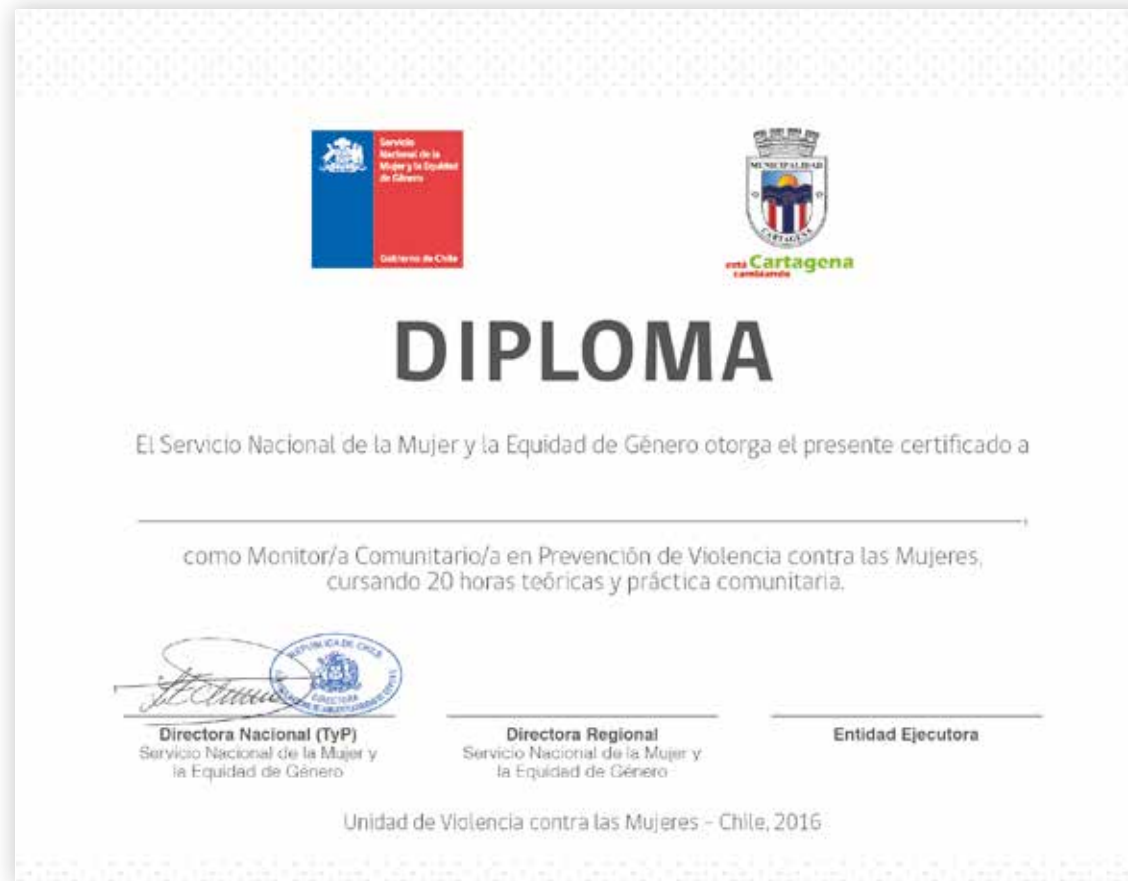 Servicio
Nacional de la
Mujer y la Equidad
de Género
Gobierno de Chile
MUNICIPALIDAD
CARTAGENA
está Cartagena
cambiando
DIPLOMA
El Servicio Nacional de la Mujer y la Equidad de Género otorga el presente certificado a
,
como Monitor/a Comunitario/a en Prevención de Violencia contra las Mujeres,
cursando 20 horas teóricas y práctica comunitaria.
REPUBLICA DE CHILE
DIRECTORA
Directora Nacional (TyP)
Servicio Nacional de la Mujer y
la Equidad de Género
Directora Regional
Servicio Nacional de la Mujer y
la Equidad de Género
Entidad Ejecutora
Unidad de Violencia contra las Mujeres – Chile, 2016